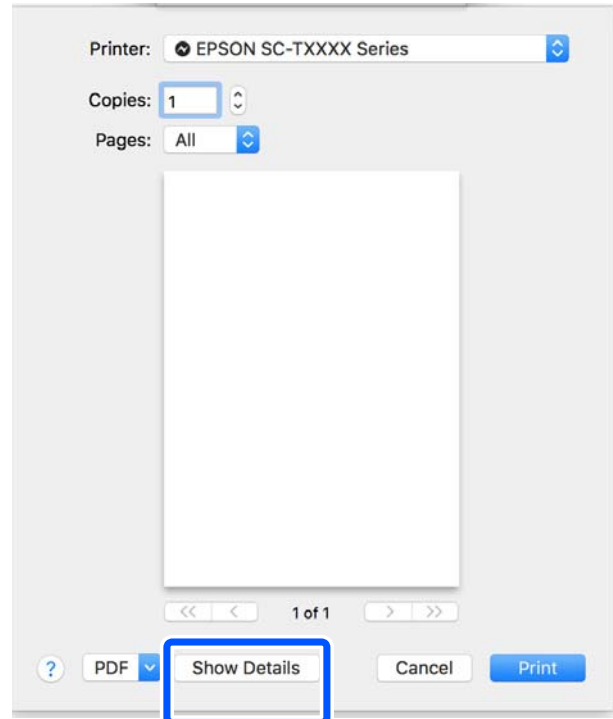 Printer: EPSON SC-TXXXX Series
Copies: 1
Pages: All
<< < 1 of 1 > >>
? PDF Show Details Cancel Print